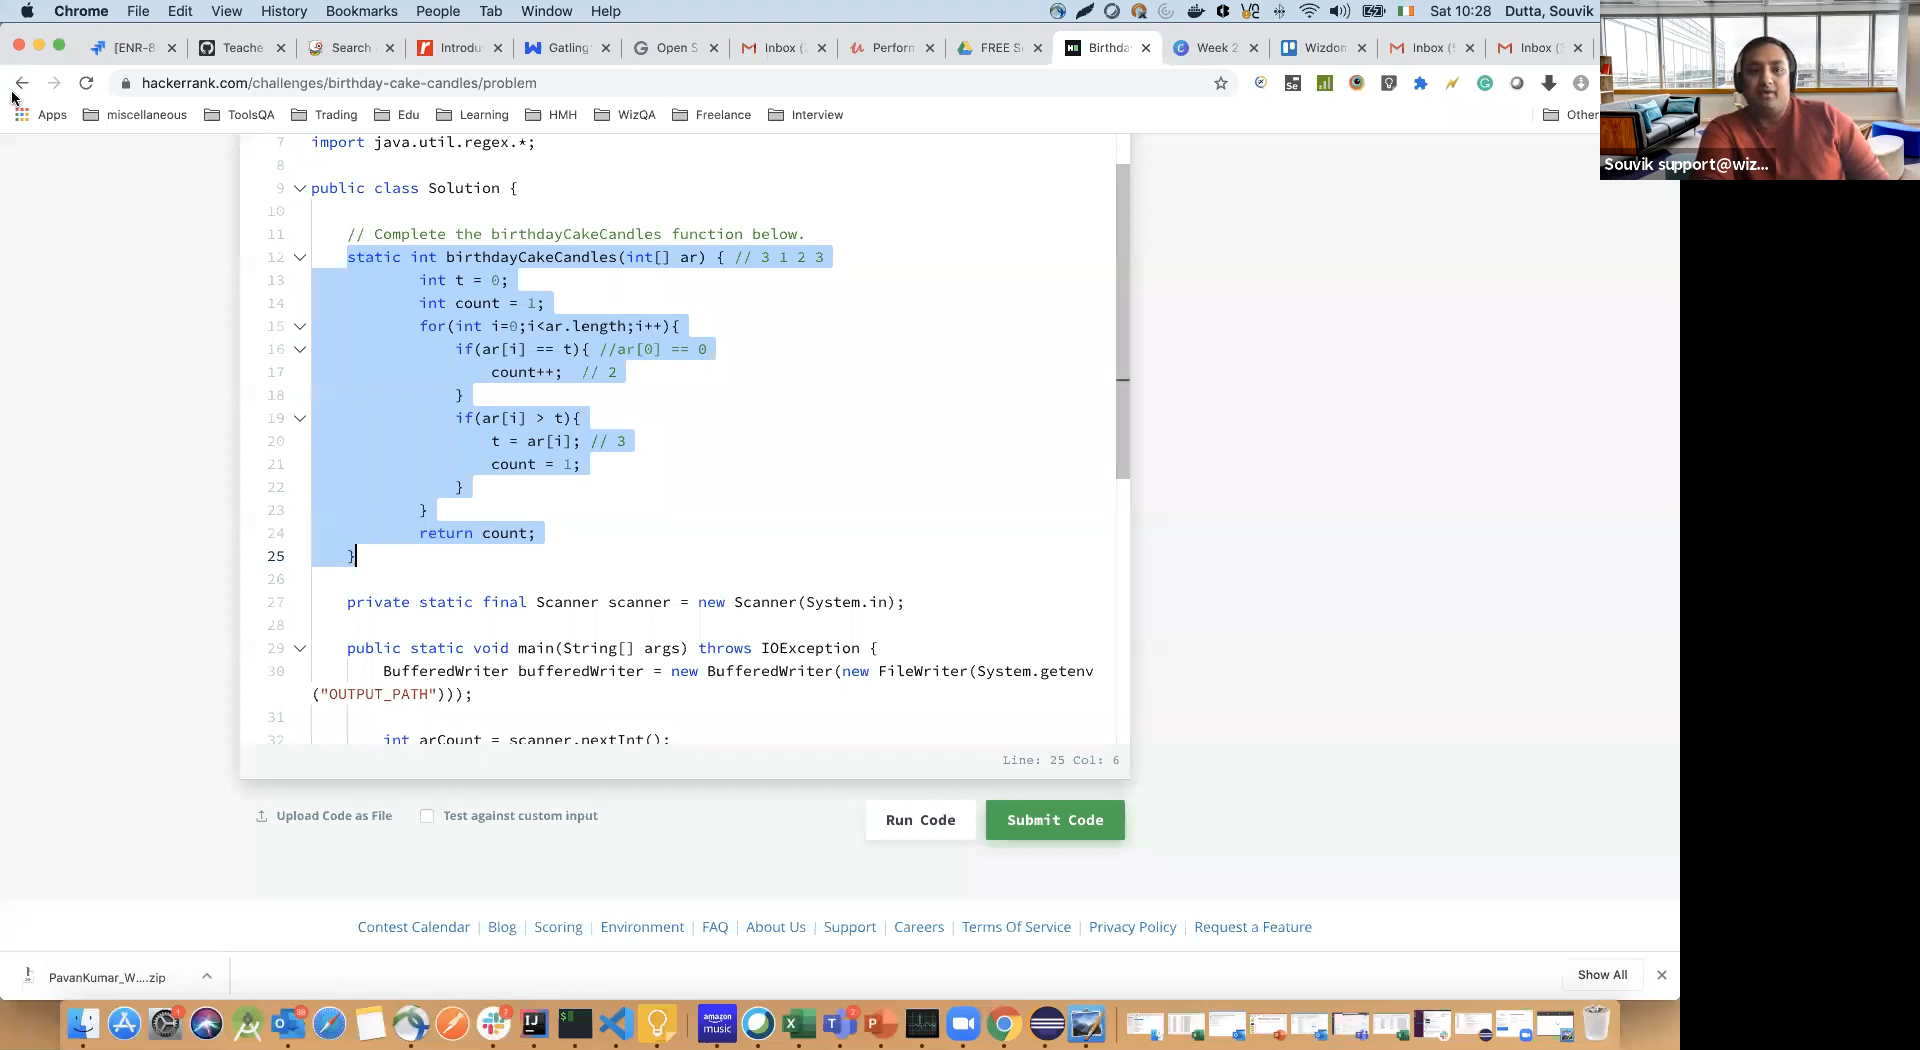 Chrome File Edit View History Bookmarks People Tab Window Help Sat 10:28 Dutta, Souvik
[ENR-8 Teache Search Introdu Gatling Open S Inbox ( Perform FREE S Birthda Week 2 Wizdom Inbox ( Inbox (
hackerrank.com/challenges/birthday-cake-candles/problem
Apps miscellaneous ToolsQA Trading Edu Learning HMH WizQA Freelance Interview Other
Souvik support@wiz...
7 import java.util.regex.*;
8
9 public class Solution {
10
11 // Complete the birthdayCakeCandles function below.
12 static int birthdayCakeCandles(int[] ar) { // 3 1 2 3
13 int t = 0;
14 int count = 1;
15 for(int i=0;i<ar.length;i++){
16 if(ar[i] == t){ //ar[0] == 0
17 count++; // 2
18 }
19 if(ar[i] > t){
20 t = ar[i]; // 3
21 count = 1;
22 }
23 }
24 return count;
25 }
26
27 private static final Scanner scanner = new Scanner(System.in);
28
29 public static void main(String[] args) throws IOException {
30 BufferedWriter bufferedWriter = new BufferedWriter(new FileWriter(System.getenv
("OUTPUT_PATH")));
31
32 int arCount = scanner.nextInt();
Line: 25 Col: 6
Upload Code as File Test against custom input Run Code Submit Code
Contest Calendar | Blog | Scoring | Environment | FAQ | About Us | Support | Careers | Terms Of Service | Privacy Policy | Request a Feature
PavanKumar_W....zip Show All
amazon
music